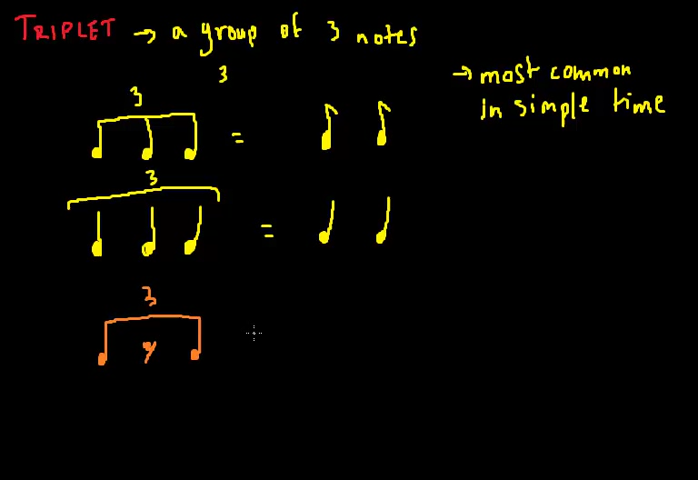 TRIPLET → a group of 3 notes
3
→ most common
in simple time
3
=
3
=
3